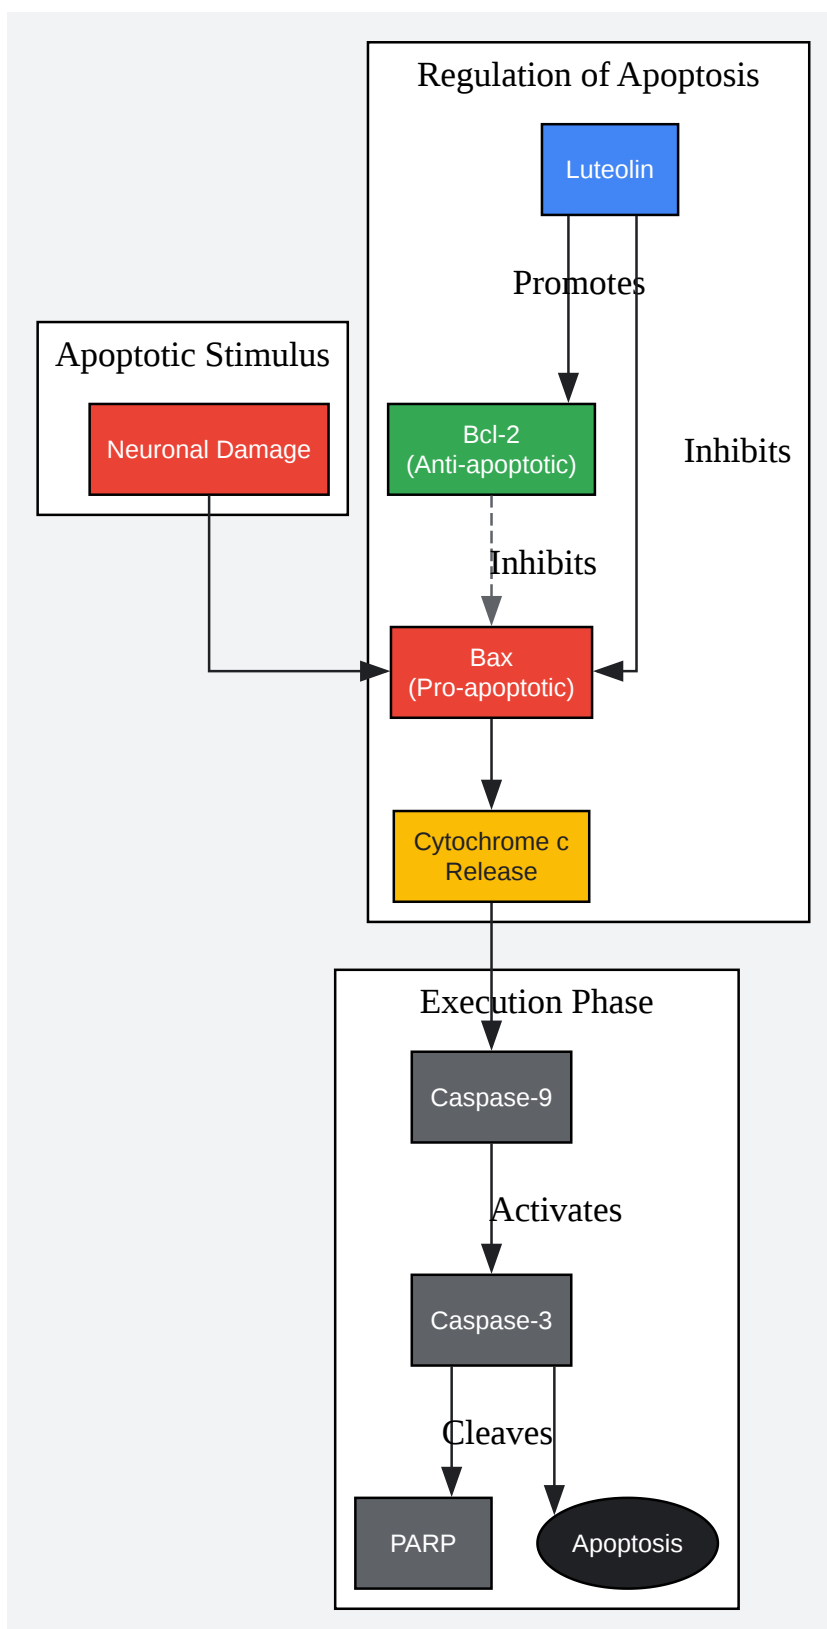 Regulation of Apoptosis
Luteolin
Promotes
Apoptotic Stimulus
Neuronal Damage
Bcl-2
(Anti-apoptotic)
Inhibits
Inhibits
Bax
(Pro-apoptotic)
Cytochrome c
Release
Execution Phase
Caspase-9
Activates
Caspase-3
Cleaves
PARP
Apoptosis